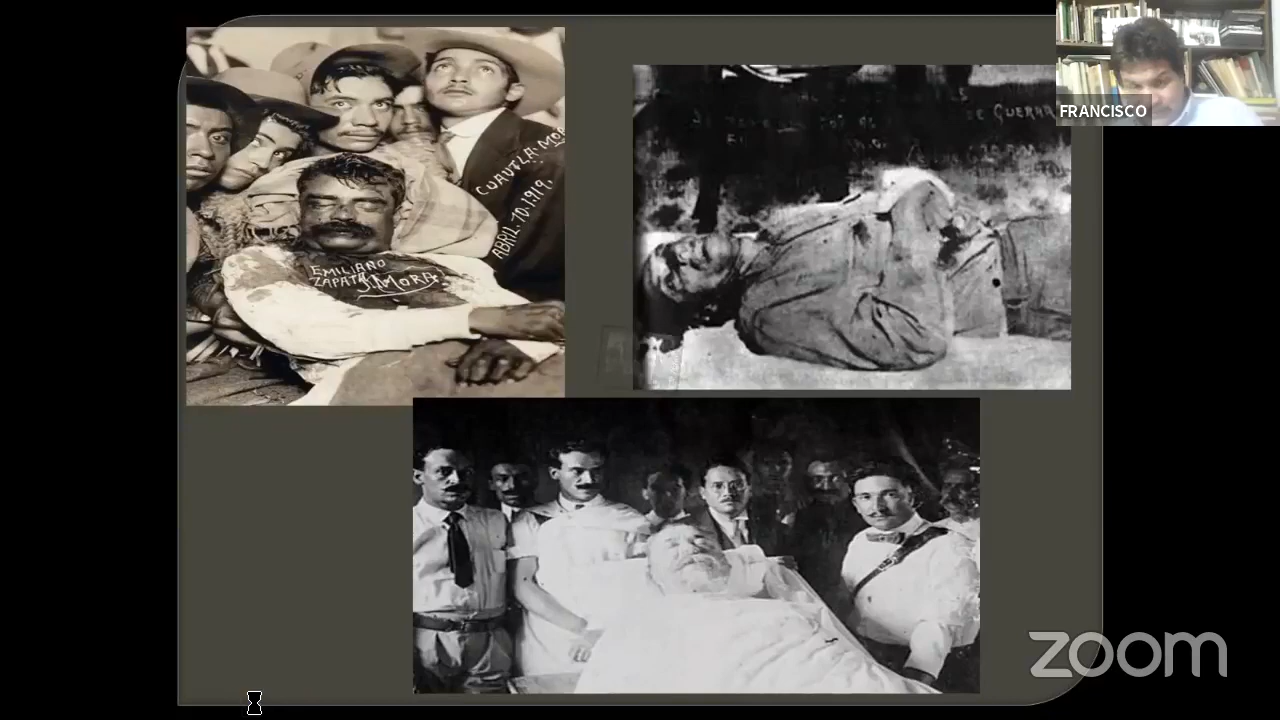 CUAUTLA. MOR
ABRIL.10.1919.
EMILIANO
ZAPATA
J. MORA
DE GUERRA
FRANCISCO
zoom